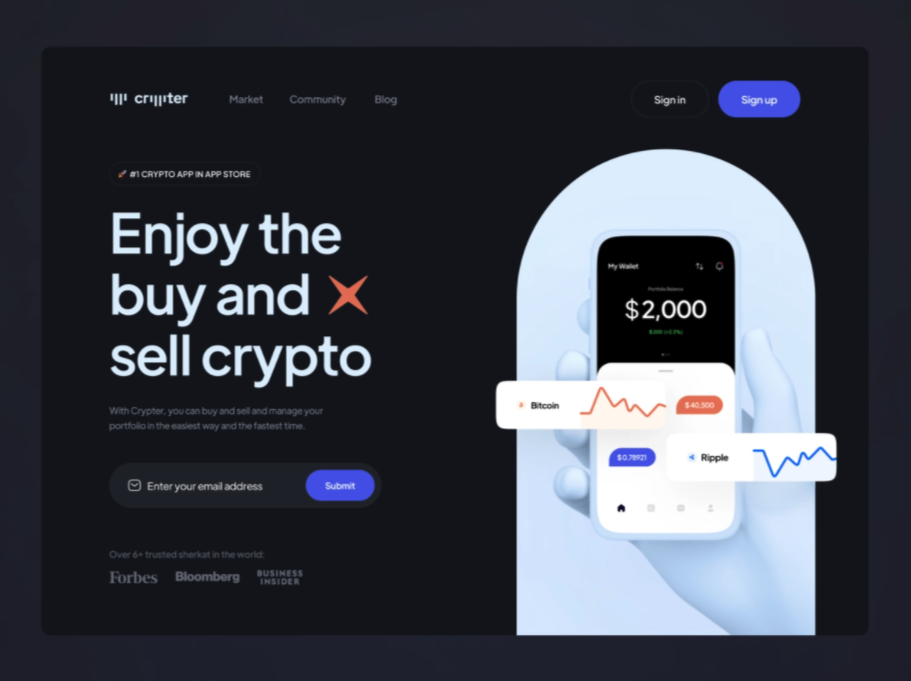 crypter
Market
Community
Blog
Sign in
Sign up
#1 CRYPTO APP IN APP STORE
Enjoy the
buy and
sell crypto
With Crypter, you can buy and sell and manage your
portfolio in the easiest way and the fastest time.
Enter your email address
Submit
Over 6+ trusted sherkat in the world:
Forbes
Bloomberg
BUSINESS
INSIDER
My Wallet
Portfolio Balance
$2,000
Bitcoin
$40,500
$0.78921
Ripple